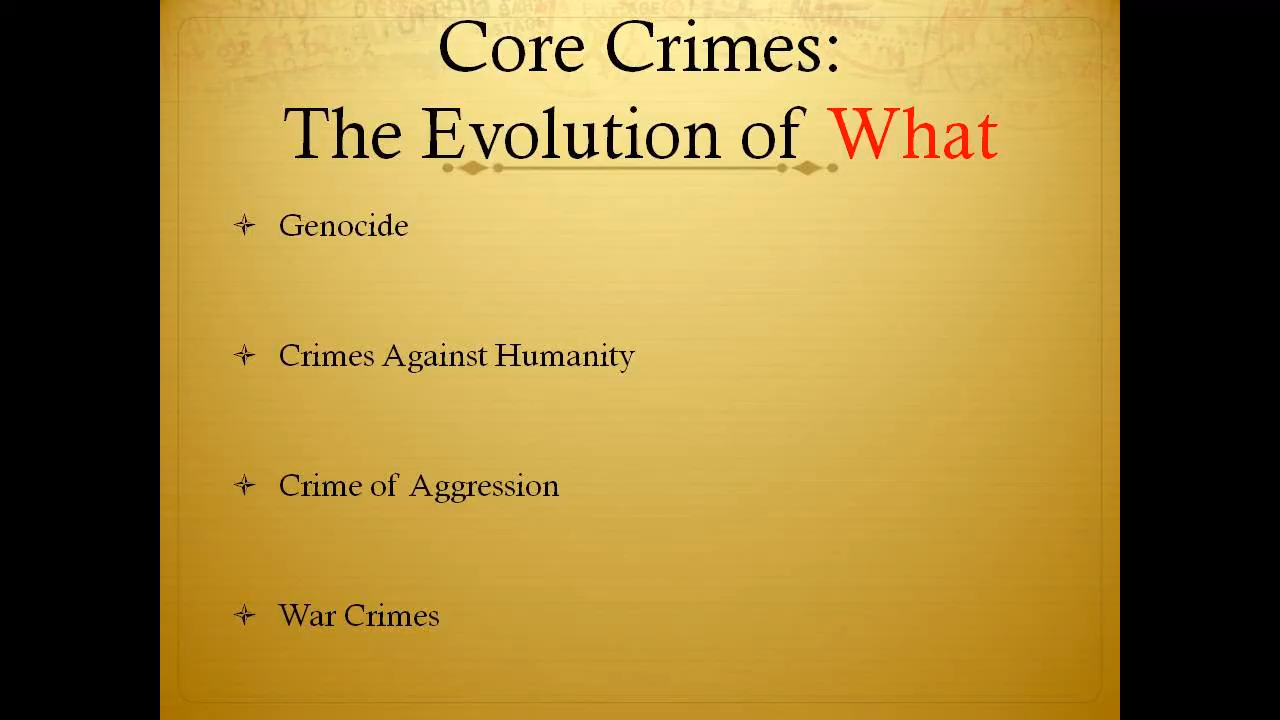 Core Crimes:
The Evolution of What
Genocide
Crimes Against Humanity
Crime of Aggression
War Crimes